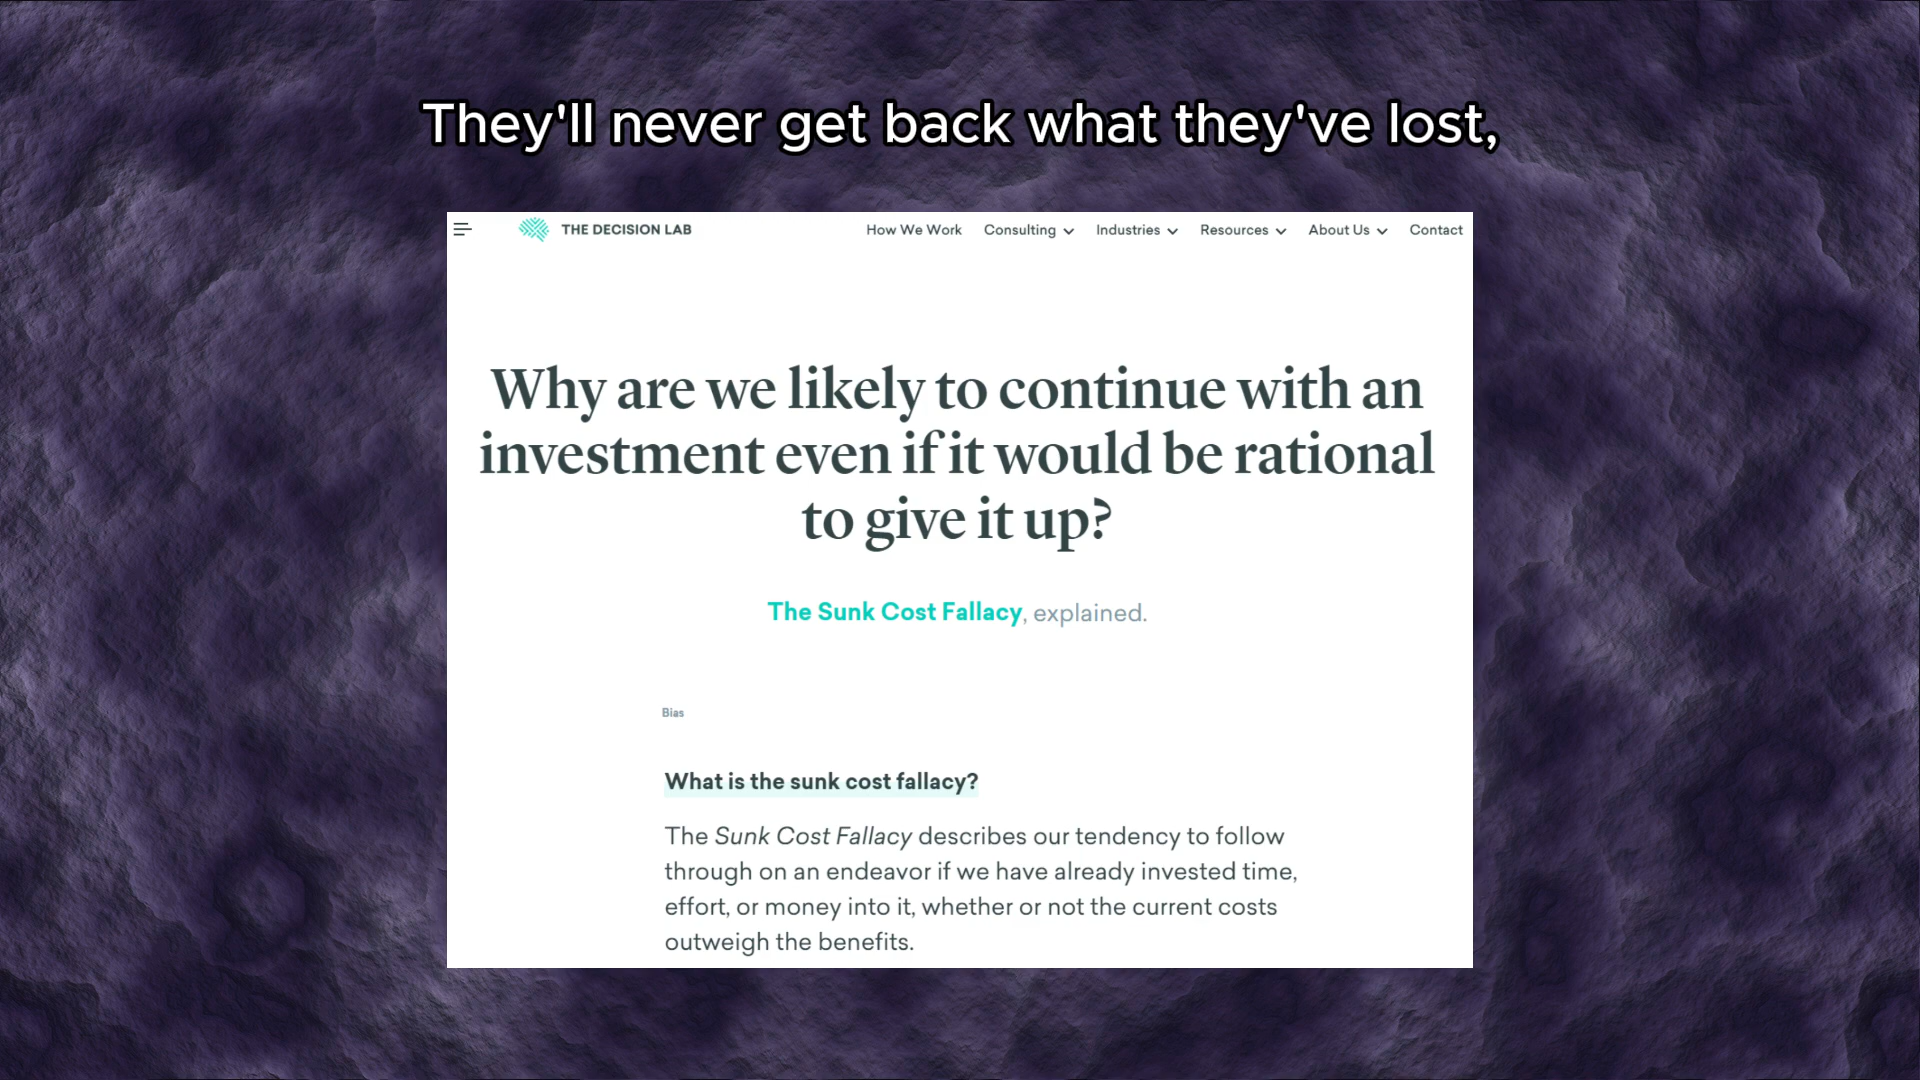 They'll never get back what they've lost,
THE DECISION LAB
How We Work Consulting Industries Resources About Us Contact
Why are we likely to continue with an
investment even if it would be rational
to give it up?
The Sunk Cost Fallacy, explained.
Bias
What is the sunk cost fallacy?
The Sunk Cost Fallacy describes our tendency to follow
through on an endeavor if we have already invested time,
effort, or money into it, whether or not the current costs
outweigh the benefits.